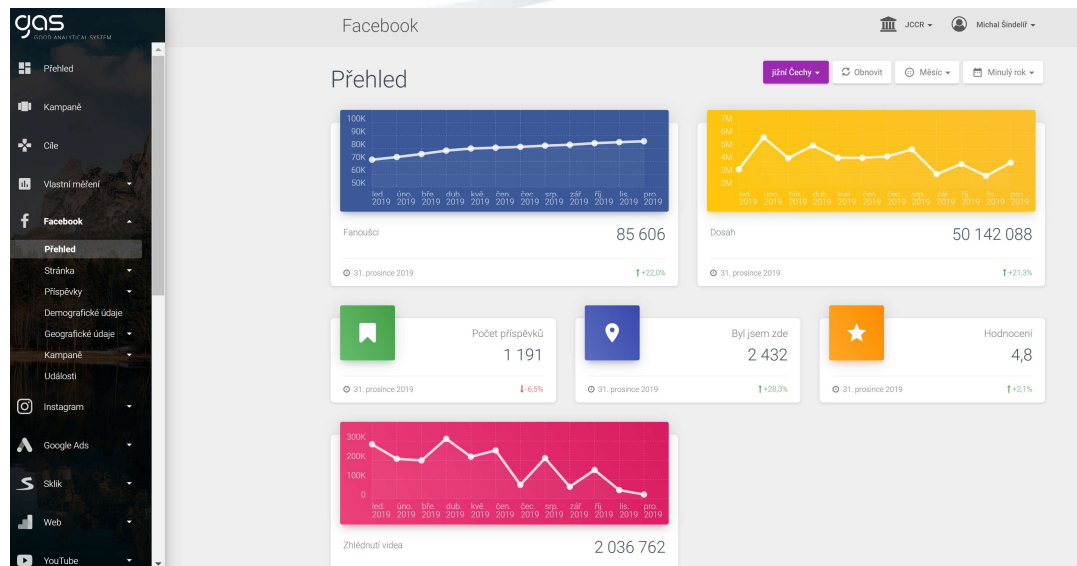 gas
GOOD ANALYTICAL SYSTEM
Facebook
JCCR
Michal Šindelíř
Přehled
Kampaně
Cíle
Vlastní měření
Facebook
Přehled
Stránka
Příspěvky
Demografické údaje
Geografické údaje
Kampaně
Události
Instagram
Google Ads
Sklik
Web
YouTube
Přehled
jižní Čechy
Obnovit
Měsíc
Minulý rok
100K
90K
80K
70K
60K
50K
led. úno. bře. dub. kvě. čen. čec. srp. zář. říj. lis. pro.
2019 2019 2019 2019 2019 2019 2019 2019 2019 2019 2019 2019
Fanoušci 85 606
31. prosince 2019 +22,0%
7M
6M
5M
4M
3M
2M
led. úno. bře. dub. kvě. čen. čec. srp. zář. říj. lis. pro.
2019 2019 2019 2019 2019 2019 2019 2019 2019 2019 2019 2019
Dosah 50 142 088
31. prosince 2019 +21,3%
Počet příspěvků
1 191
31. prosince 2019 -6,5%
Byl jsem zde
2 432
31. prosince 2019 +28,3%
Hodnocení
4,8
31. prosince 2019 +2,1%
300K
200K
100K
0
led. úno. bře. dub. kvě. čen. čec. srp. zář. říj. lis. pro.
2019 2019 2019 2019 2019 2019 2019 2019 2019 2019 2019 2019
Zhlédnutí videa 2 036 762